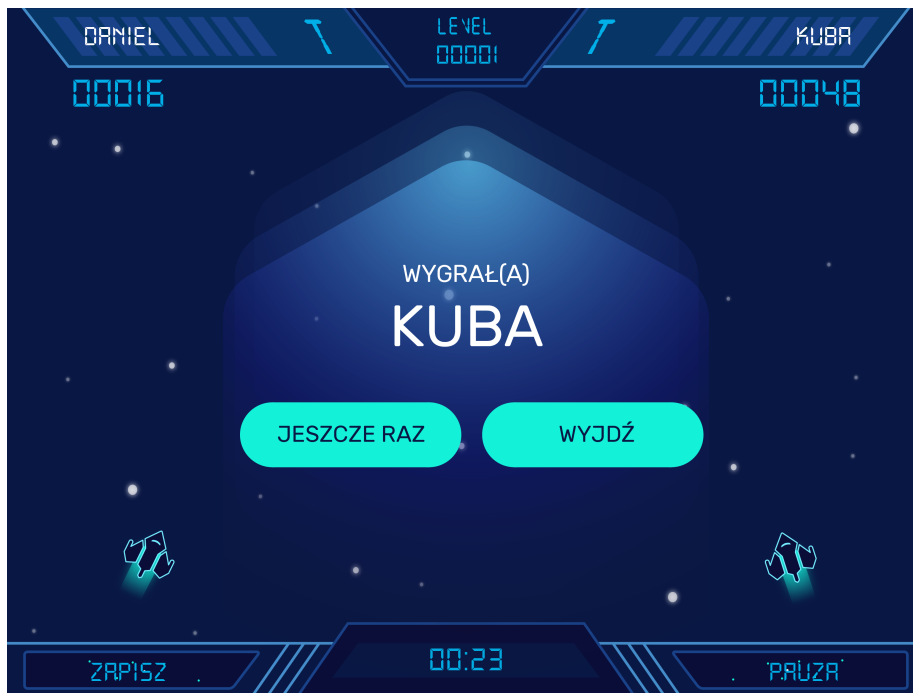 DANIEL
LEVEL
00001
KUBA
00016
00048
WYGRAŁ(A)
KUBA
JESZCZE RAZ
WYJDŹ
ZAPISZ
00:23
PAUZA